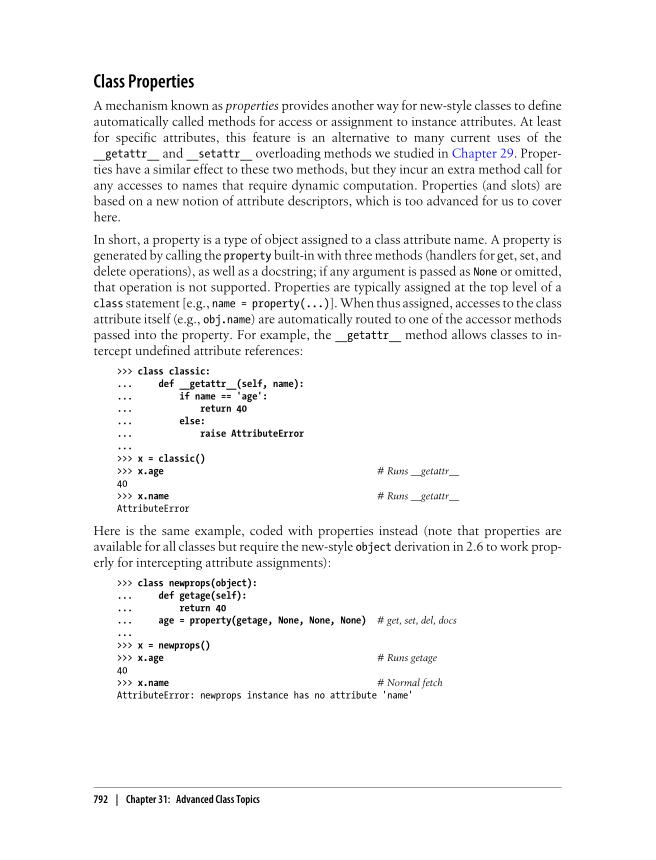 Class Properties
A mechanism known as properties provides another way for new-style classes to define
automatically called methods for access or assignment to instance attributes. At least
for specific attributes, this feature is an alternative to many current uses of the
__getattr__ and __setattr__ overloading methods we studied in Chapter 29. Proper-
ties have a similar effect to these two methods, but they incur an extra method call for
any accesses to names that require dynamic computation. Properties (and slots) are
based on a new notion of attribute descriptors, which is too advanced for us to cover
here.
In short, a property is a type of object assigned to a class attribute name. A property is
generated by calling the property built-in with three methods (handlers for get, set, and
delete operations), as well as a docstring; if any argument is passed as None or omitted,
that operation is not supported. Properties are typically assigned at the top level of a
class statement [e.g., name = property(...)]. When thus assigned, accesses to the class
attribute itself (e.g., obj.name) are automatically routed to one of the accessor methods
passed into the property. For example, the __getattr__ method allows classes to in-
tercept undefined attribute references:
>>> class classic:
...     def __getattr__(self, name):
...         if name == 'age':
...             return 40
...         else:
...             raise AttributeError
...
>>> x = classic()
>>> x.age # Runs __getattr__
40
>>> x.name # Runs __getattr__
AttributeError
Here is the same example, coded with properties instead (note that properties are
available for all classes but require the new-style object derivation in 2.6 to work prop-
erly for intercepting attribute assignments):
>>> class newprops(object):
...     def getage(self):
...         return 40
...     age = property(getage, None, None, None) # get, set, del, docs
...
>>> x = newprops()
>>> x.age # Runs getage
40
>>> x.name # Normal fetch
AttributeError: newprops instance has no attribute 'name'
792 | Chapter 31: Advanced Class Topics